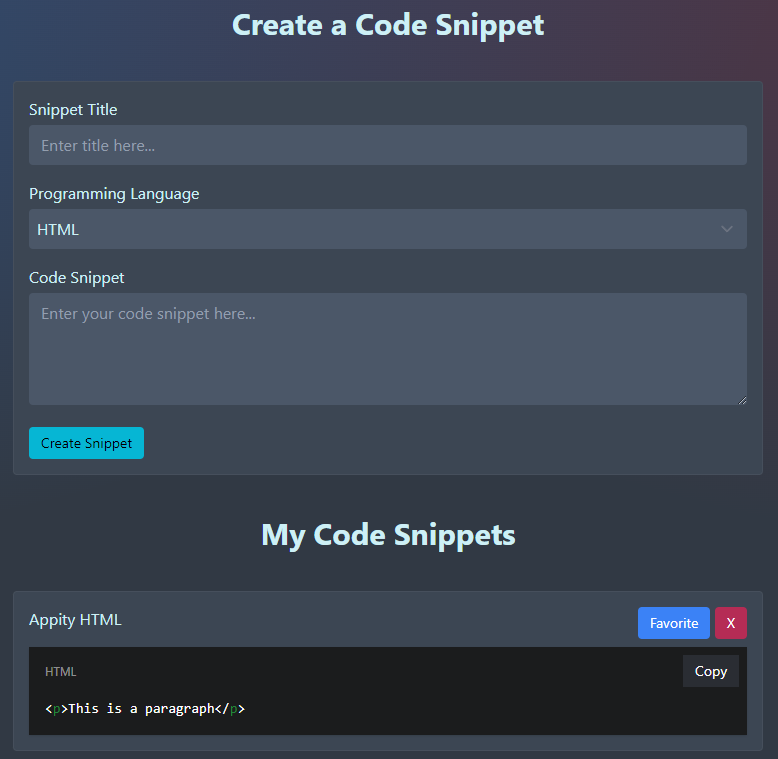 Create a Code Snippet
Snippet Title
Enter title here...
Programming Language
HTML
Code Snippet
Enter your code snippet here...
Create Snippet
My Code Snippets
Appity HTML
Favorite
X
HTML
Copy
<p>This is a paragraph</p>